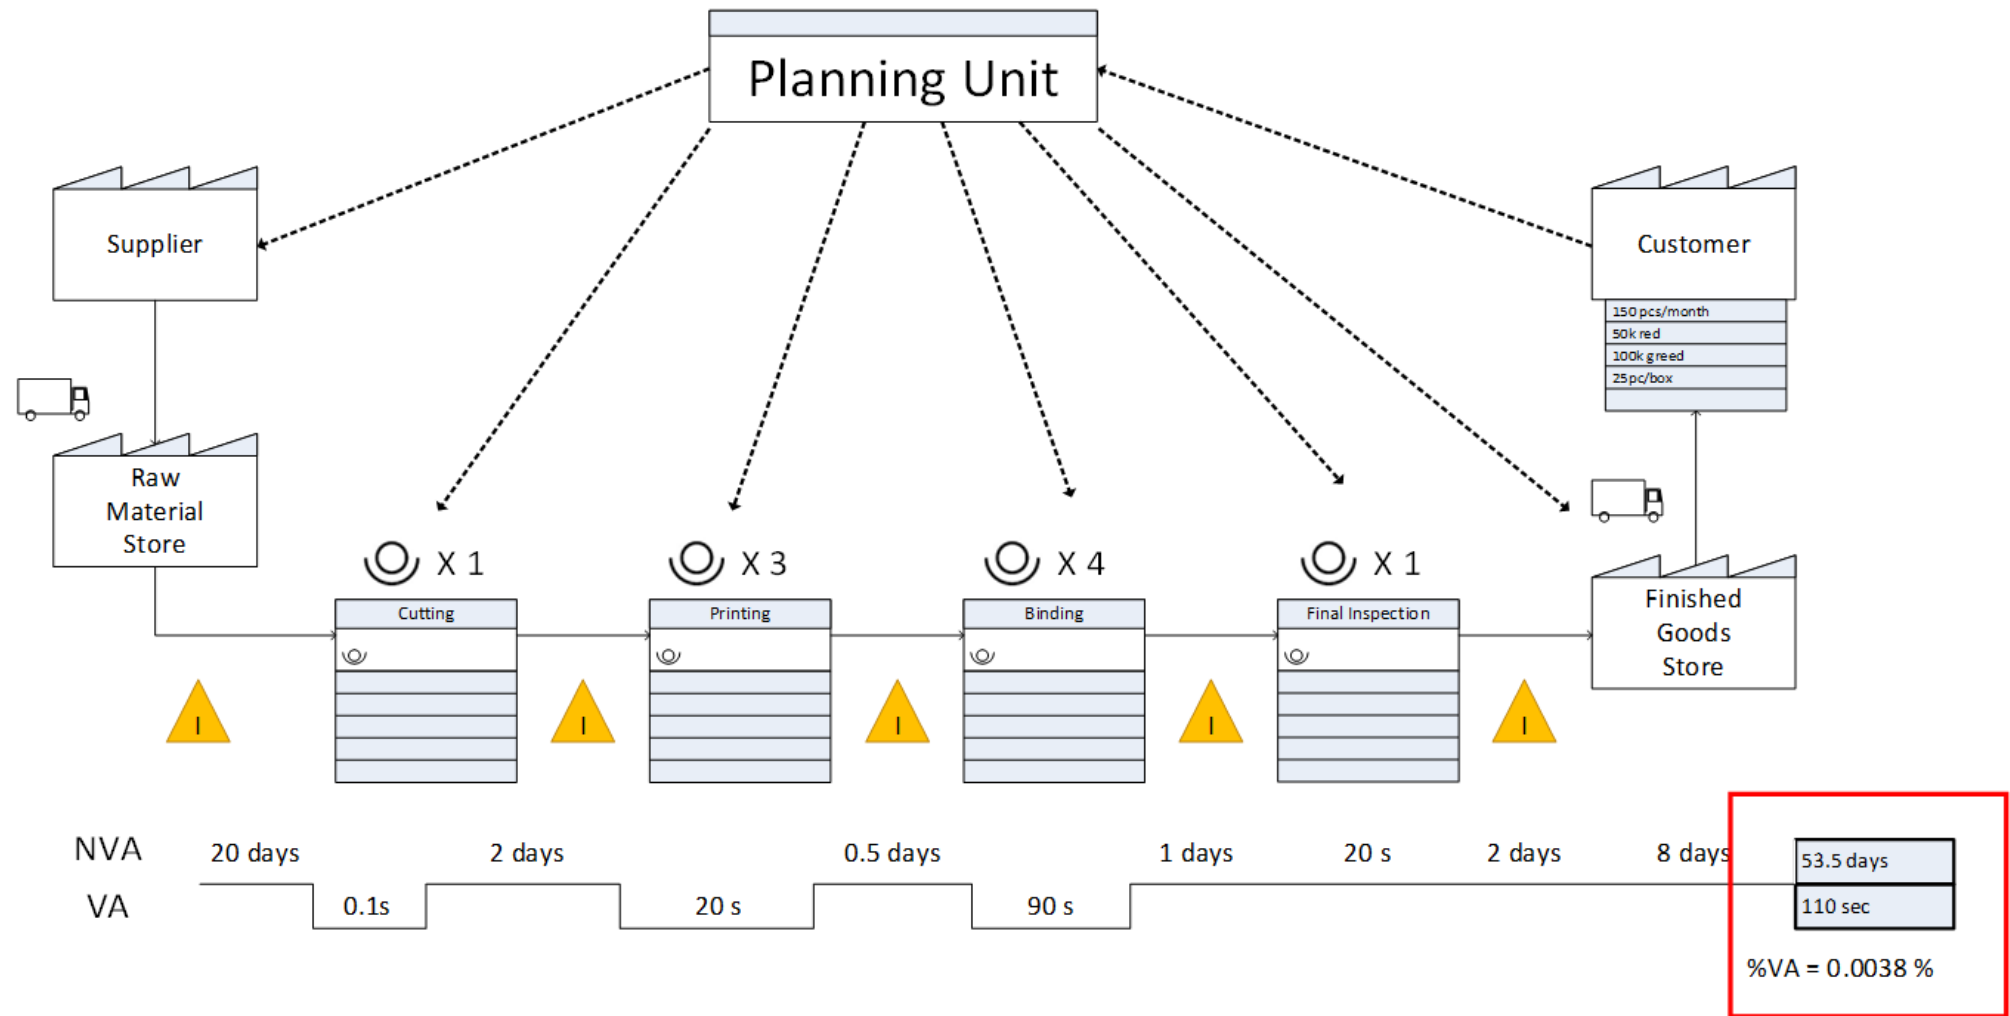 Planning Unit
Supplier
Customer
150 pcs/month
50k red
100k greed
25pc/box
Raw
Material
Store
X 1
X 3
X 4
X 1
Cutting
Printing
Binding
Final Inspection
Finished
Goods
Store
I
I
I
I
I
NVA
20 days
2 days
0.5 days
1 days
20 s
2 days
8 days
53.5 days
VA
0.1s
20 s
90 s
110 sec
%VA = 0.0038 %